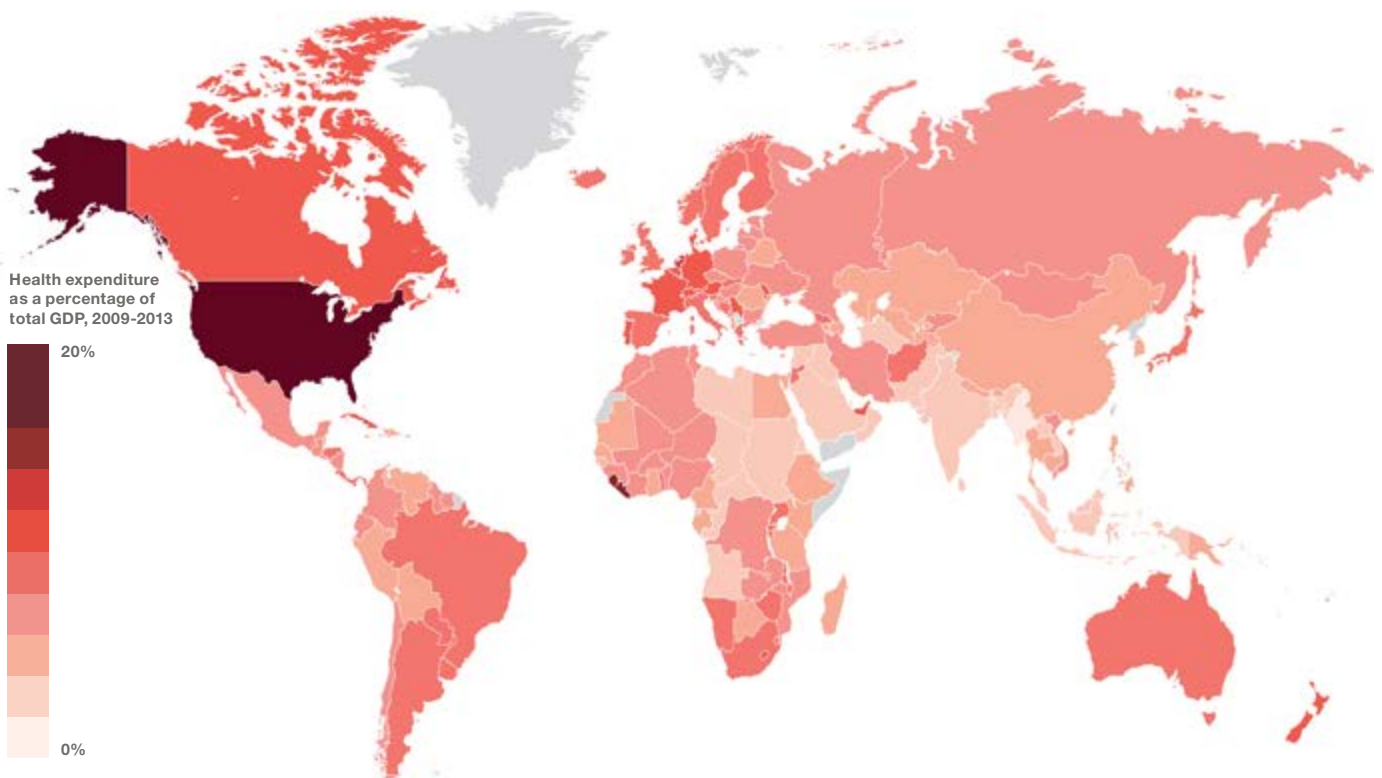 Health expenditure
as a percentage of
total GDP, 2009-2013
20%
0%